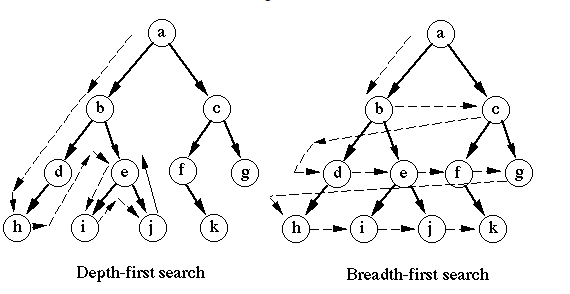 a a
b c b c
d e f g d e f g
h i j k h i j k
Depth-first search Breadth-first search